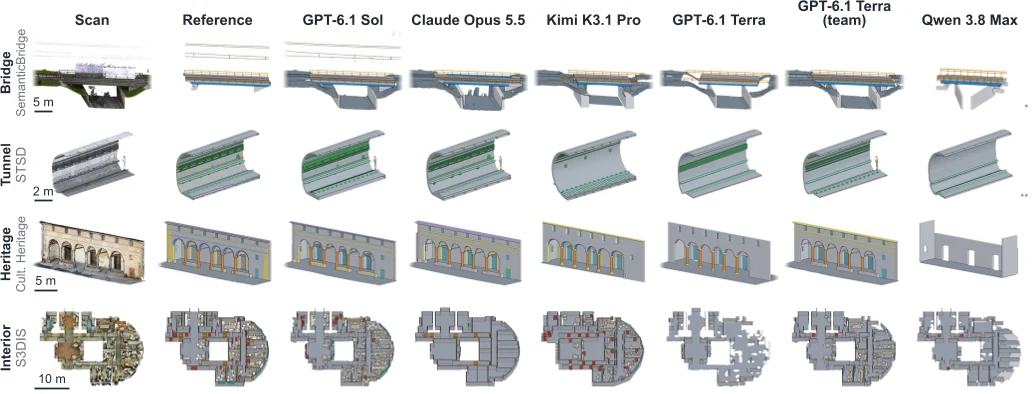 Scan
Reference
GPT-6.1 Sol
Claude Opus 5.5
Kimi K3.1 Pro
GPT-6.1 Terra
GPT-6.1 Terra
(team)
Qwen 3.8 Max
Bridge
SemanticBridge
5 m
*
Tunnel
STSD
2 m
**
Heritage
Cult. Heritage
5 m
Interior
S3DIS
10 m